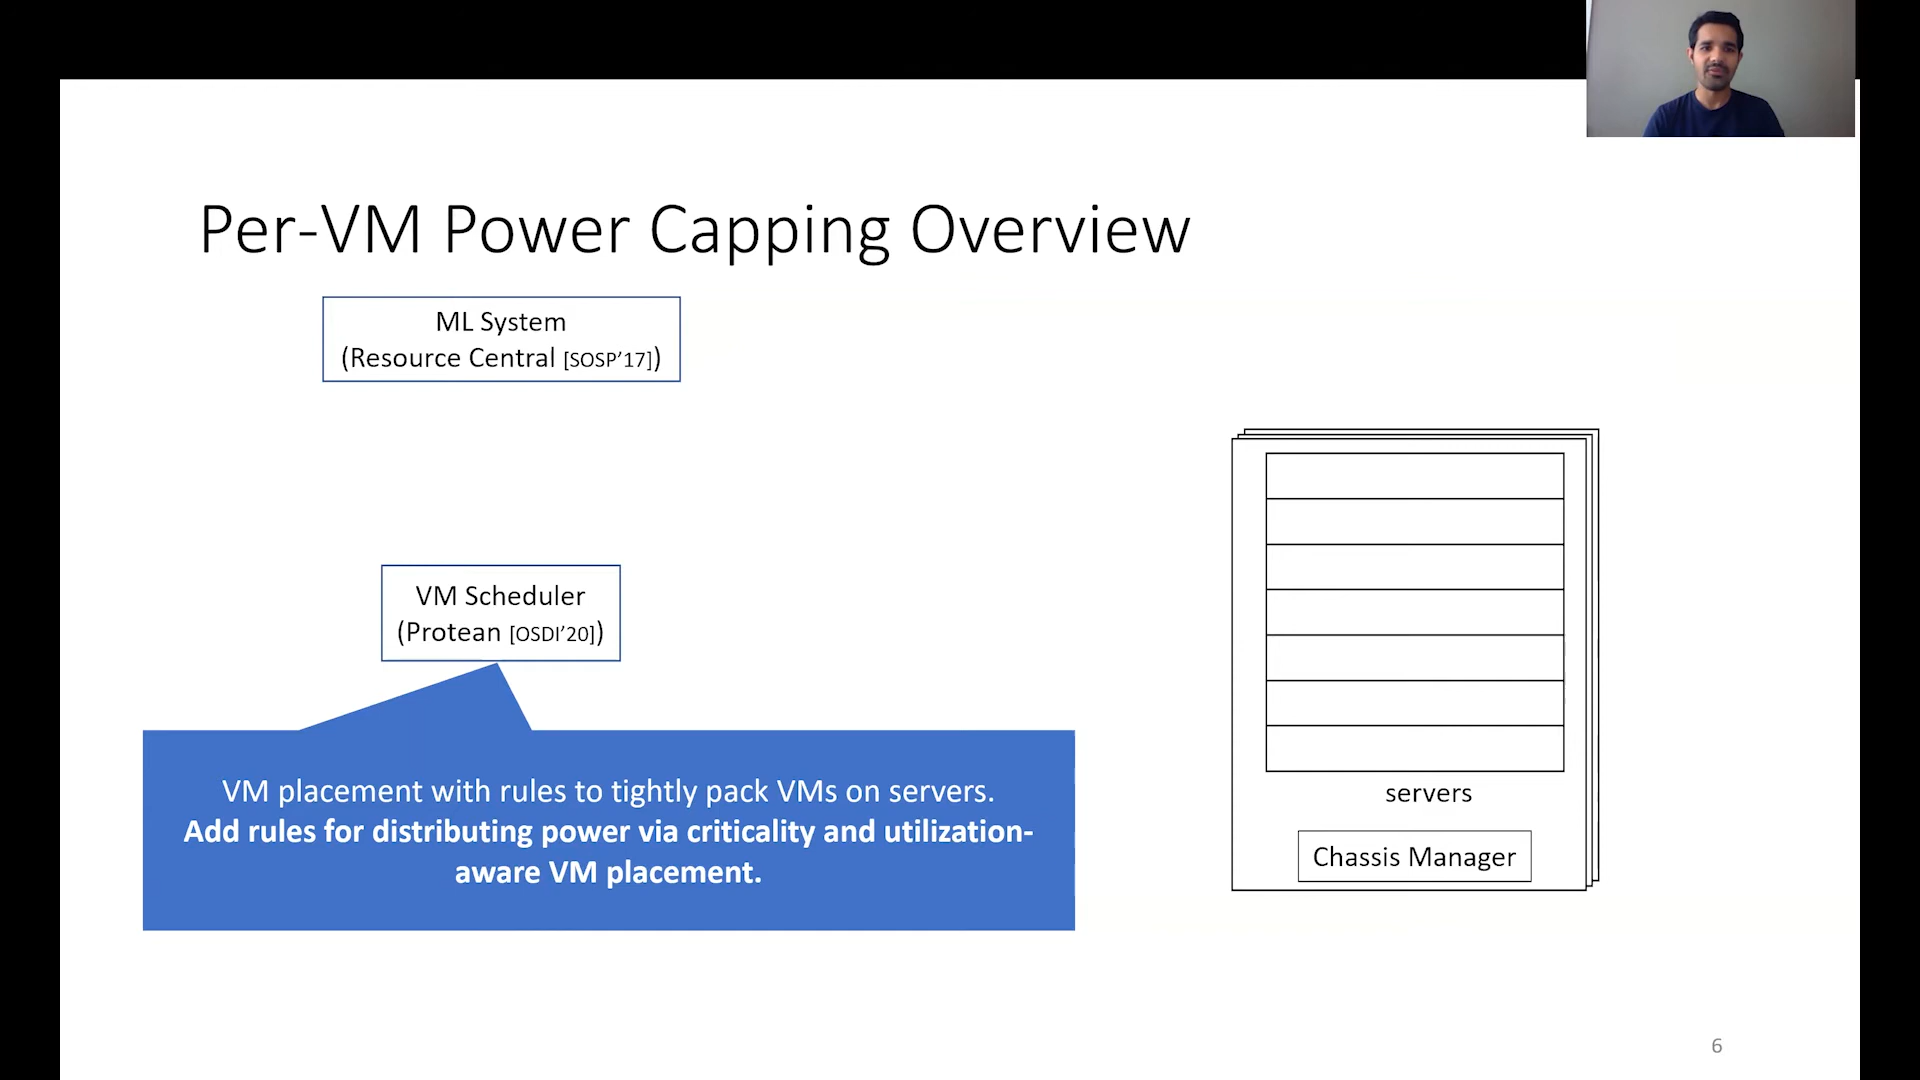 Per-VM Power Capping Overview
ML System
(Resource Central [SOSP’17])
VM Scheduler
(Protean [OSDI’20])
VM placement with rules to tightly pack VMs on servers.
Add rules for distributing power via criticality and utilization-
aware VM placement.
servers
Chassis Manager
6